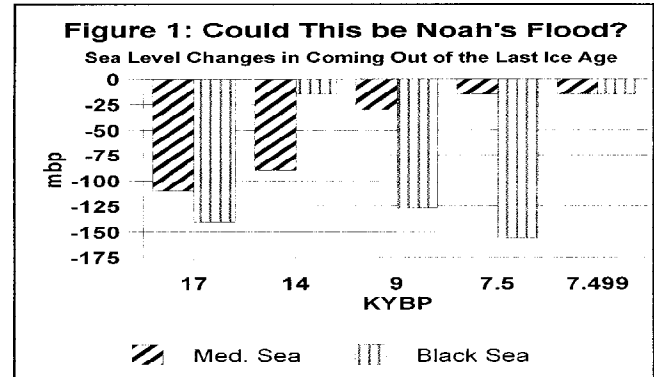 Figure 1: Could This be Noah's Flood?
Sea Level Changes in Coming Out of the Last Ice Age
0
-25
-50
-75
-100
-125
-150
-175
mbp
17 14 9 7.5 7.499
KYBP
Med. Sea Black Sea